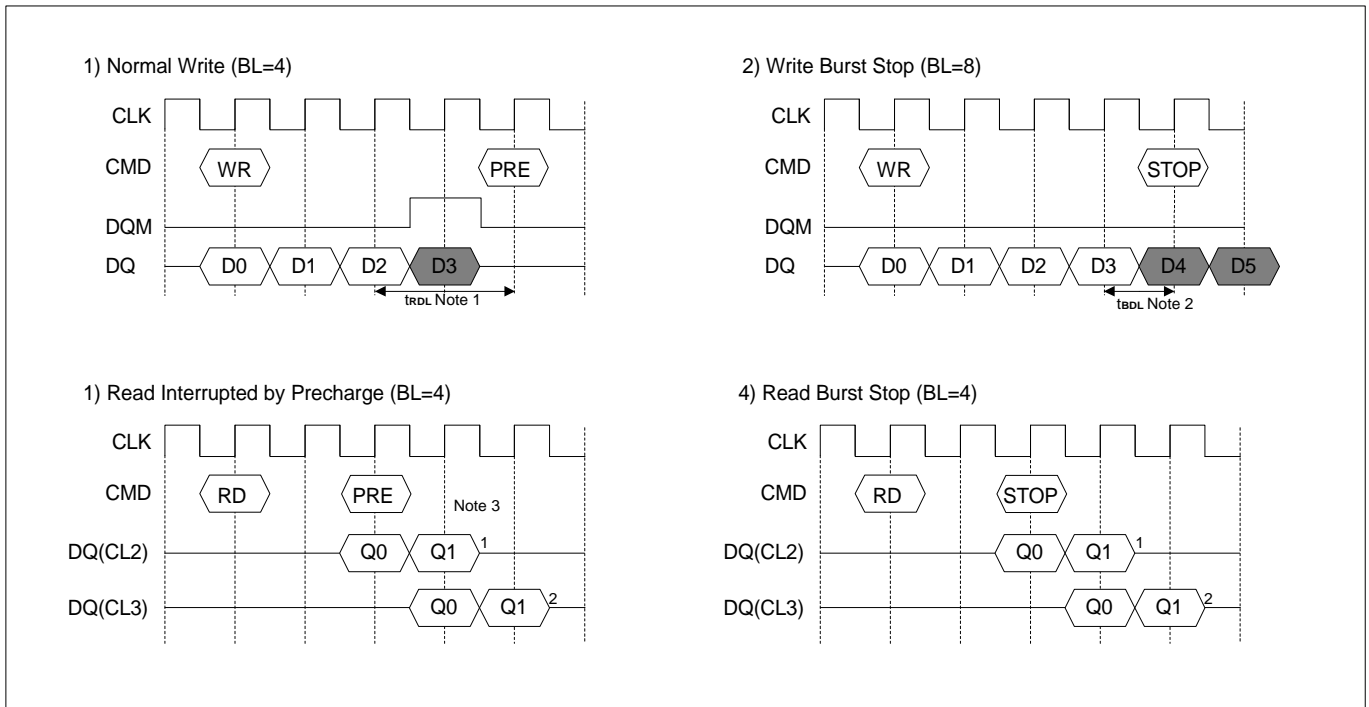 1) Normal Write (BL=4)
CLK
CMD WR PRE
DQM
DQ D0 D1 D2 D3
tRDL Note 1
2) Write Burst Stop (BL=8)
CLK
CMD WR STOP
DQM
DQ D0 D1 D2 D3 D4 D5
tBDL Note 2
1) Read Interrupted by Precharge (BL=4)
CLK
CMD RD PRE
Note 3
DQ(CL2) Q0 Q1 1
DQ(CL3) Q0 Q1 2
4) Read Burst Stop (BL=4)
CLK
CMD RD STOP
DQ(CL2) Q0 Q1 1
DQ(CL3) Q0 Q1 2